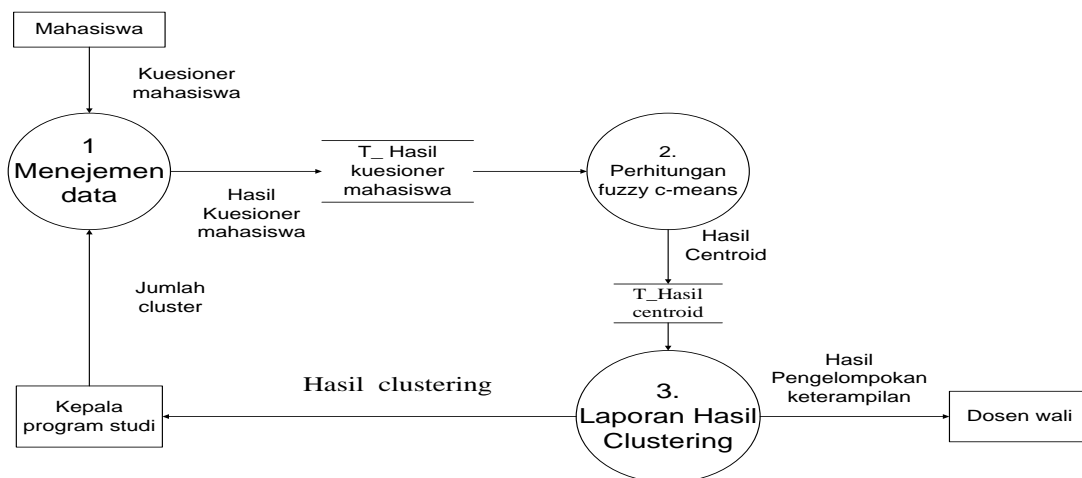 Mahasiswa
Kuesioner
mahasiswa
1
Menejemen
data
Hasil
Kuesioner
mahasiswa
T_ Hasil
kuesioner
mahasiswa
2.
Perhitungan
fuzzy c-means
Hasil
Centroid
T_Hasil
centroid
Jumlah
cluster
Kepala
program studi
Hasil clustering
3.
Laporan Hasil
Clustering
Hasil
Pengelompokan
keterampilan
Dosen wali